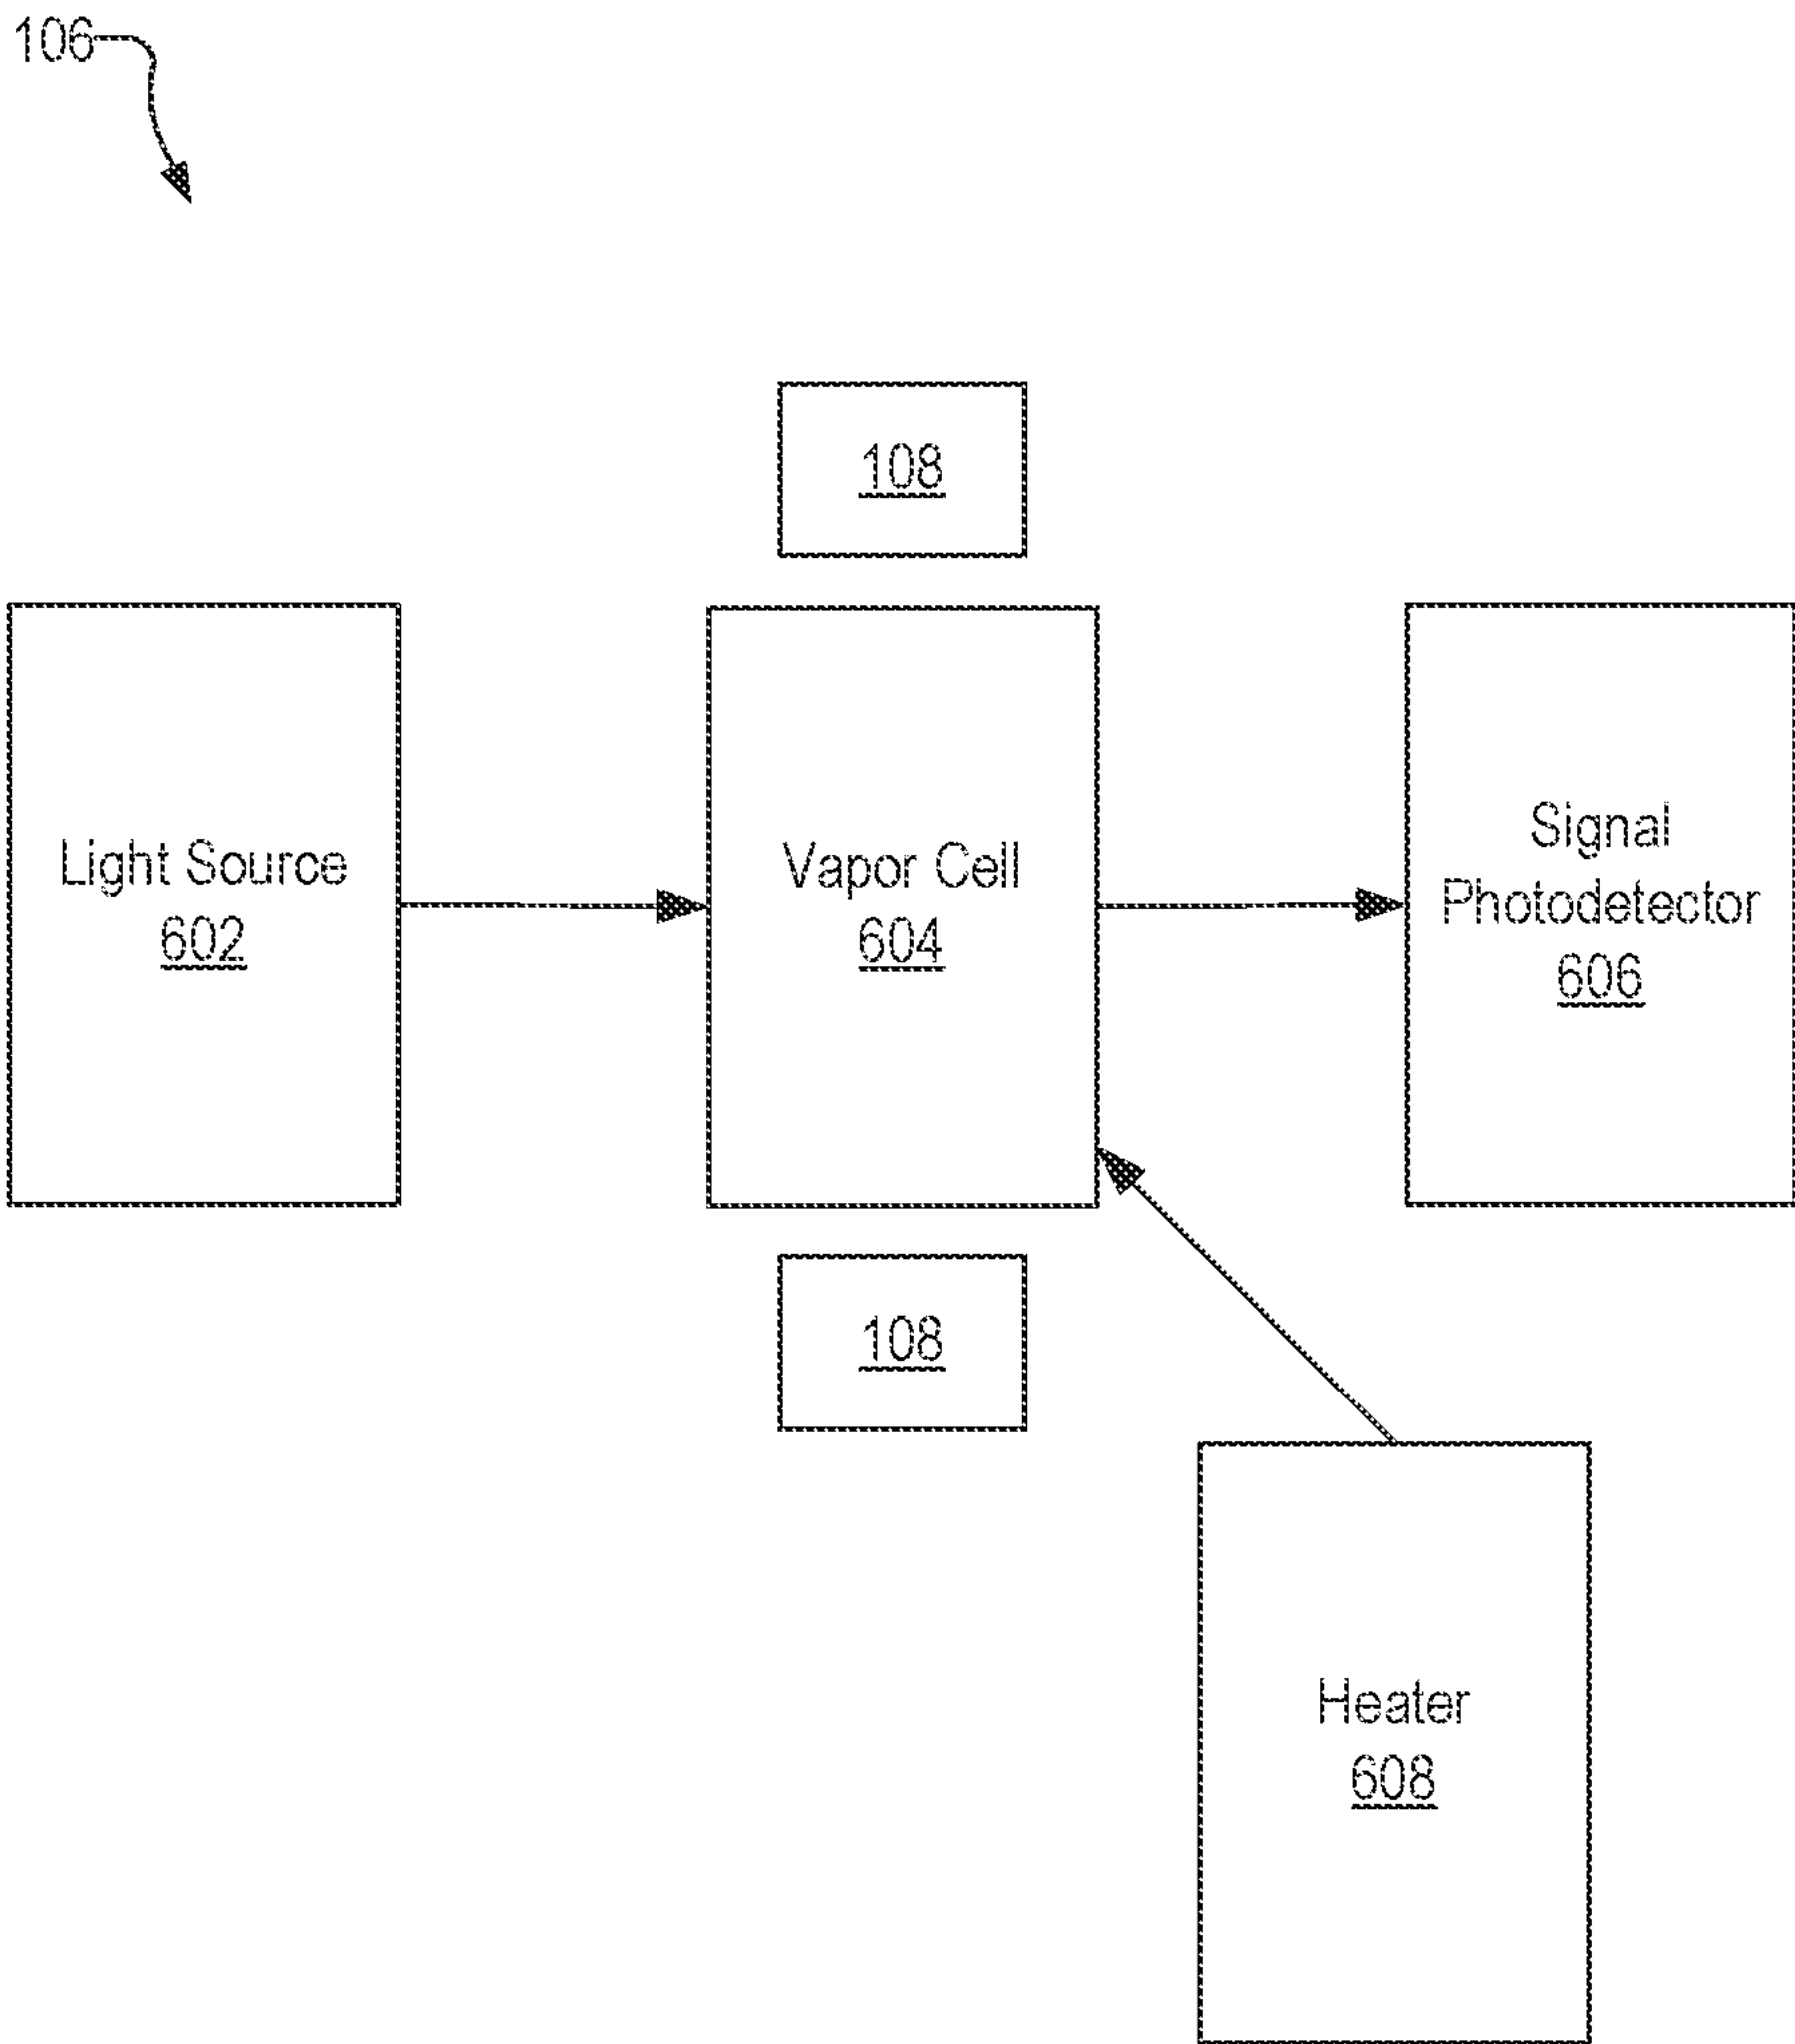 106
108
Light Source
602
Vapor Cell
604
Signal
Photodetector
606
108
Heater
608